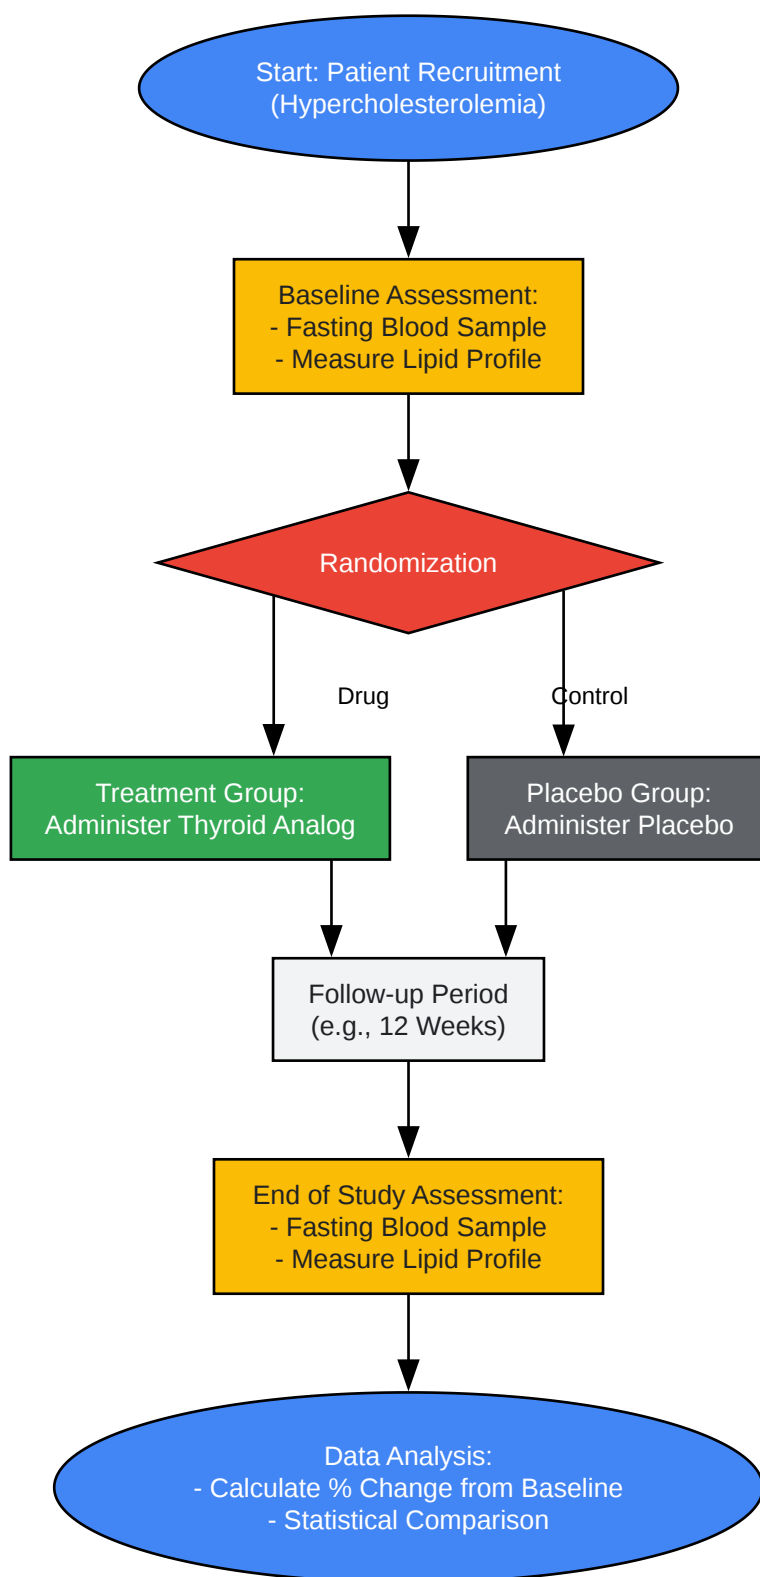 Start: Patient Recruitment
(Hypercholesterolemia)
Baseline Assessment:
- Fasting Blood Sample
- Measure Lipid Profile
Randomization
Drug
Control
Treatment Group:
Administer Thyroid Analog
Placebo Group:
Administer Placebo
Follow-up Period
(e.g., 12 Weeks)
End of Study Assessment:
- Fasting Blood Sample
- Measure Lipid Profile
Data Analysis:
- Calculate % Change from Baseline
- Statistical Comparison